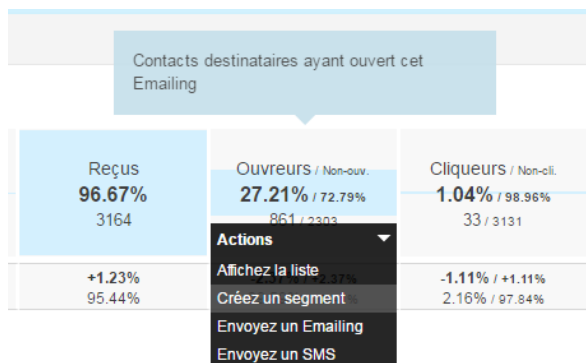 Contacts destinataires ayant ouvert cet
Emailing
Reçus
96.67%
3164
Ouvreurs / Non-ouv.
27.21% / 72.79%
861 / 2303
Actions
Affichez la liste
Créez un segment
Envoyez un Emailing
Envoyez un SMS
Cliqueurs / Non-cli.
1.04% / 98.96%
33 / 3131
+1.23%
95.44%
-1.11% / +1.11%
2.16% / 97.84%